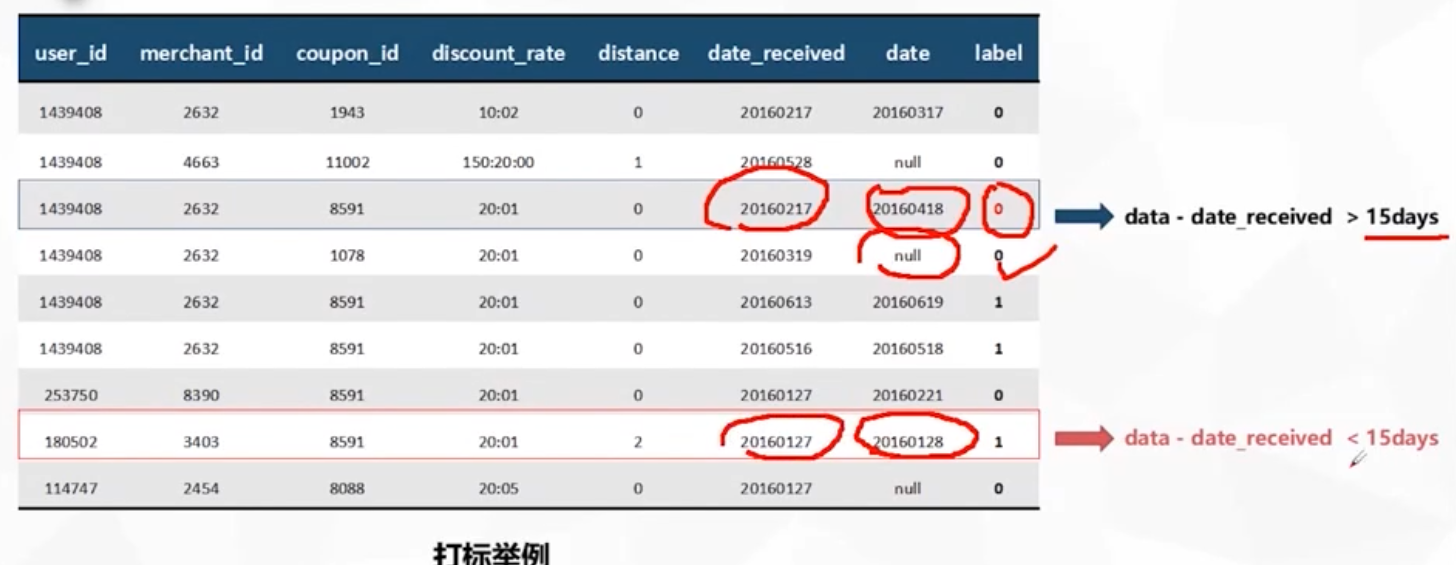 user_id merchant_id coupon_id discount_rate distance date_received date label
1439408 2632 1943 10:02 0 20160217 20160317 0
1439408 4663 11002 150:20:00 1 20160528 null 0
1439408 2632 8591 20:01 0 20160217 20160418 0 data - date_received > 15days
1439408 2632 1078 20:01 0 20160319 null 0
1439408 2632 8591 20:01 0 20160613 20160619 1
1439408 2632 8591 20:01 0 20160516 20160518 1
253750 8390 8591 20:01 0 20160127 20160221 0
180502 3403 8591 20:01 2 20160127 20160128 1 data - date_received < 15days
114747 2454 8088 20:05 0 20160127 null 0
打标举例